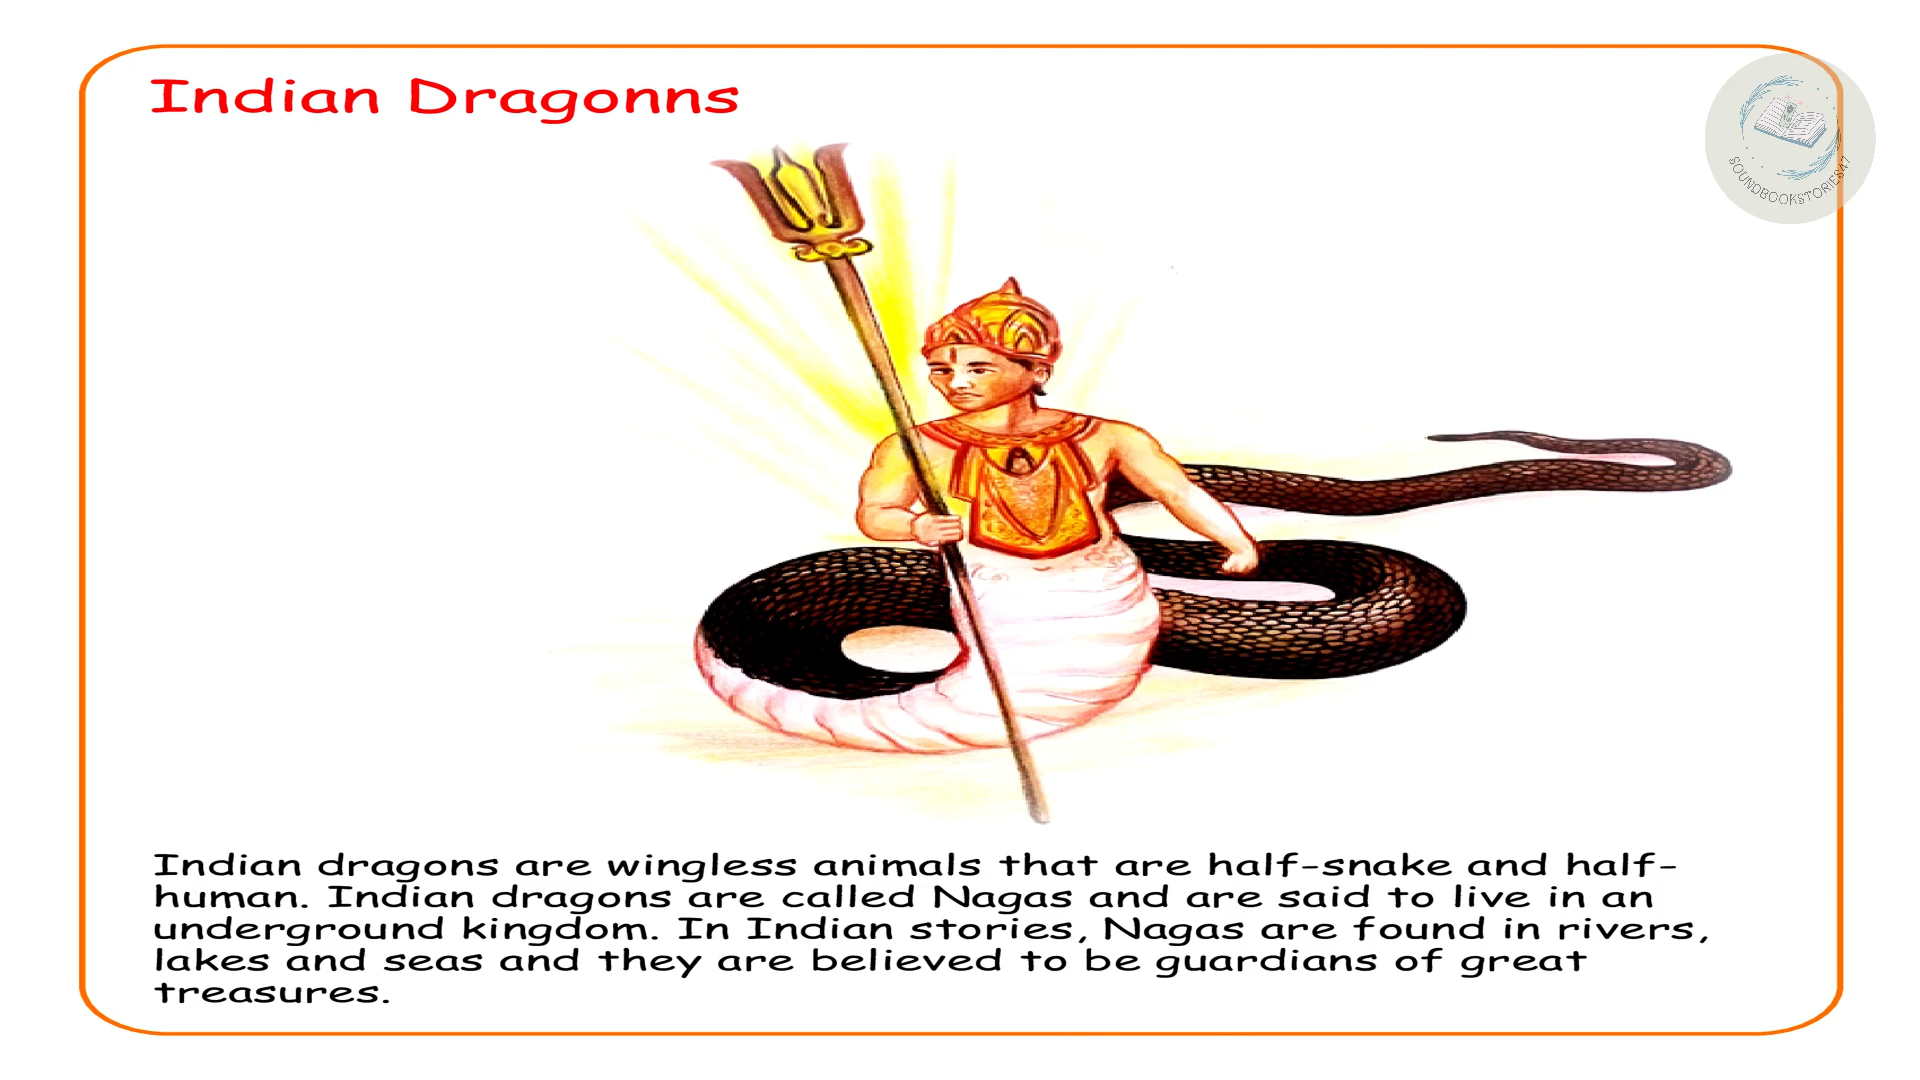 Indian Dragonns
SOUNDBOOKSTORIES47
Indian dragons are wingless animals that are half-snake and half-
human. Indian dragons are called Nagas and are said to live in an
underground kingdom. In Indian stories, Nagas are found in rivers,
lakes and seas and they are believed to be guardians of great
treasures.